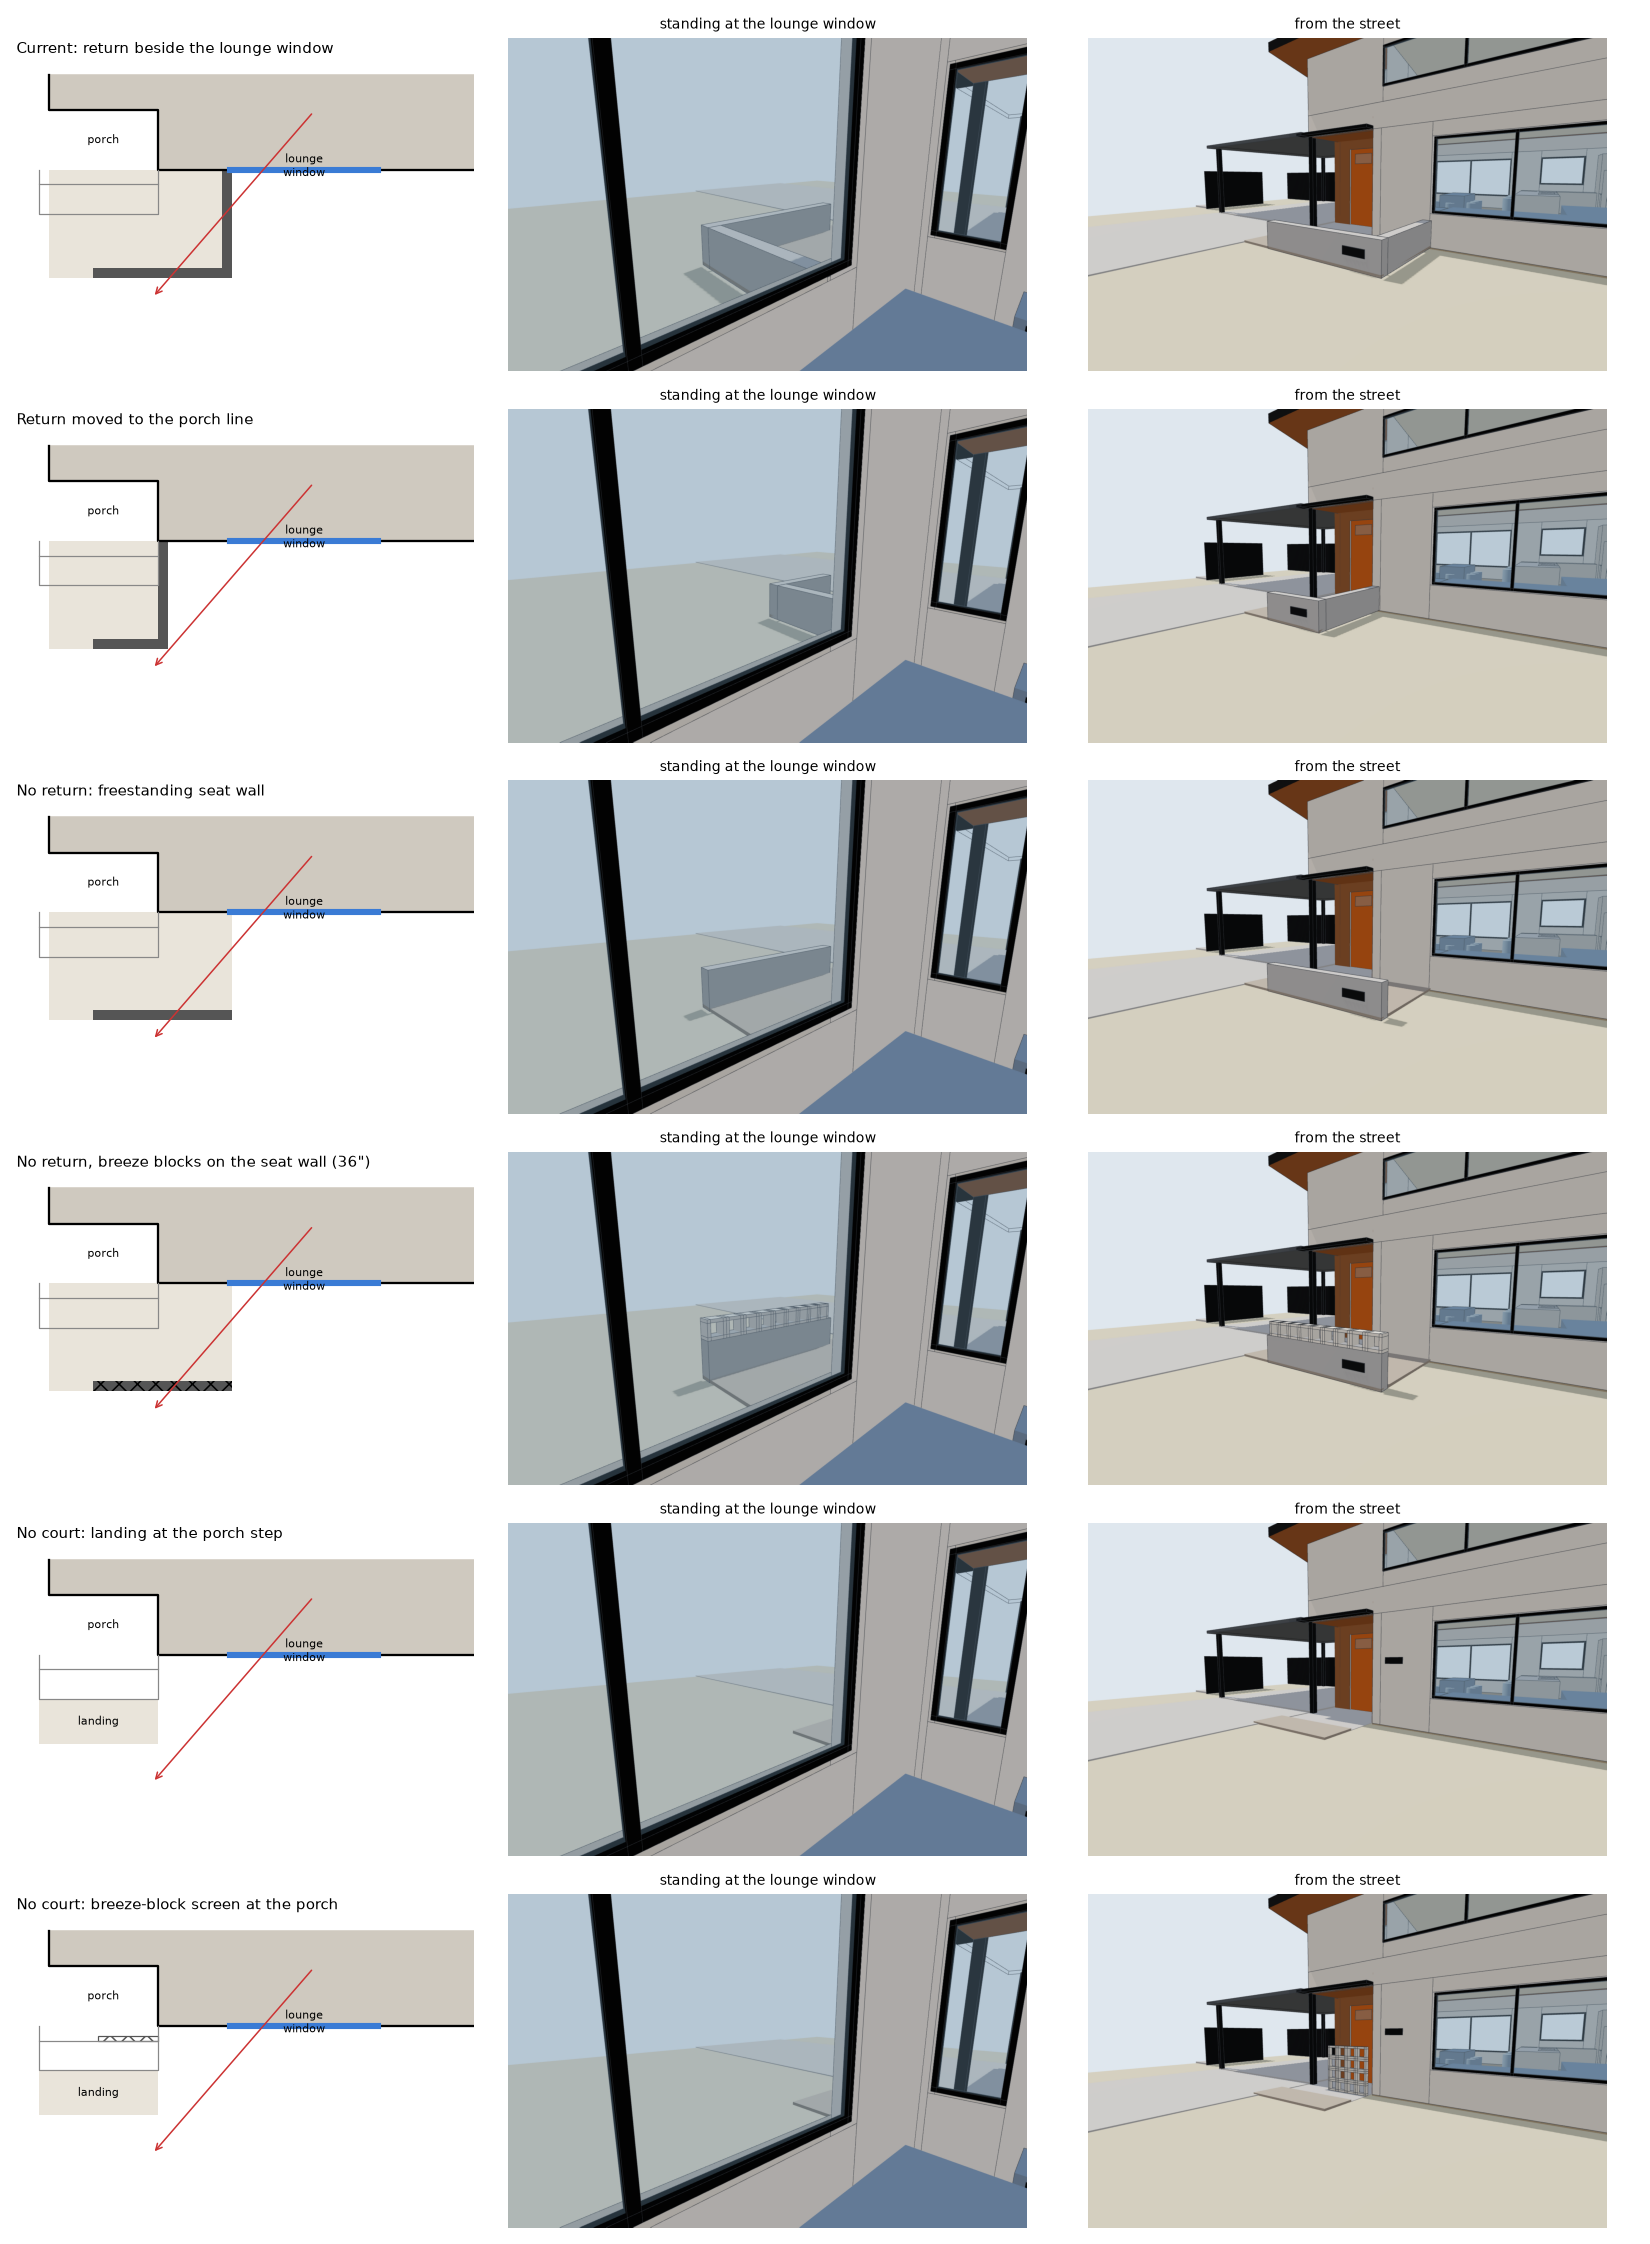 standing at the lounge window
from the street
Current: return beside the lounge window
porch
lounge
window
standing at the lounge window
from the street
Return moved to the porch line
porch
lounge
window
standing at the lounge window
from the street
No return: freestanding seat wall
porch
lounge
window
standing at the lounge window
from the street
No return, breeze blocks on the seat wall (36")
porch
lounge
window
standing at the lounge window
from the street
No court: landing at the porch step
porch
lounge
window
landing
standing at the lounge window
from the street
No court: breeze-block screen at the porch
porch
lounge
window
landing